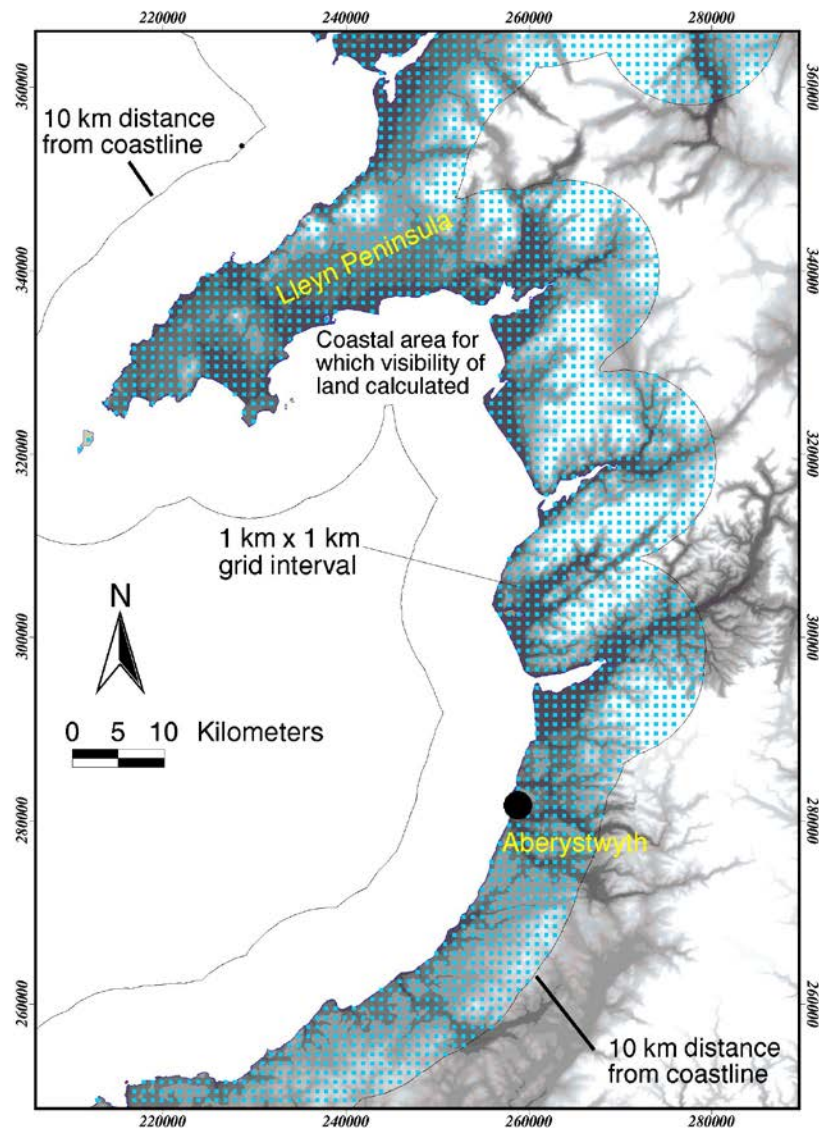 220000 240000 260000 280000
360000
340000
320000
300000
280000
260000
10 km distance
from coastline
Lleyn Peninsula
Coastal area for
which visibility of
land calculated
1 km x 1 km
grid interval
N
0 5 10 Kilometers
Aberystwyth
10 km distance
from coastline
360000
340000
320000
300000
280000
260000
220000 240000 260000 280000